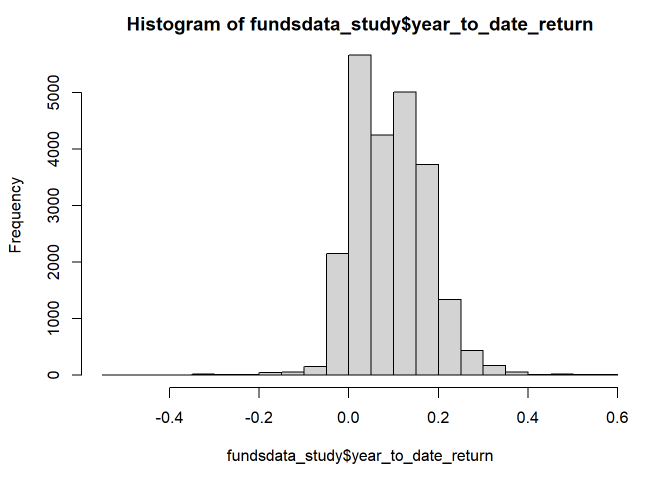 Histogram of fundsdata_study$year_to_date_return
Frequency
5000
4000
3000
2000
1000
0
-0.4 -0.2 0.0 0.2 0.4 0.6
fundsdata_study$year_to_date_return